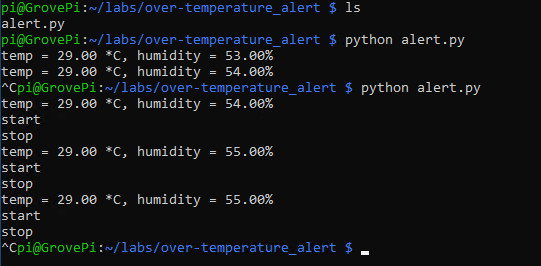 pi@GrovePi:~/labs/over-temperature_alert $ ls
alert.py
pi@GrovePi:~/labs/over-temperature_alert $ python alert.py
temp = 29.00 *C, humidity = 53.00%
temp = 29.00 *C, humidity = 54.00%
^Cpi@GrovePi:~/labs/over-temperature_alert $ python alert.py
temp = 29.00 *C, humidity = 54.00%
start
stop
temp = 29.00 *C, humidity = 55.00%
start
stop
temp = 29.00 *C, humidity = 55.00%
start
stop
^Cpi@GrovePi:~/labs/over-temperature_alert $